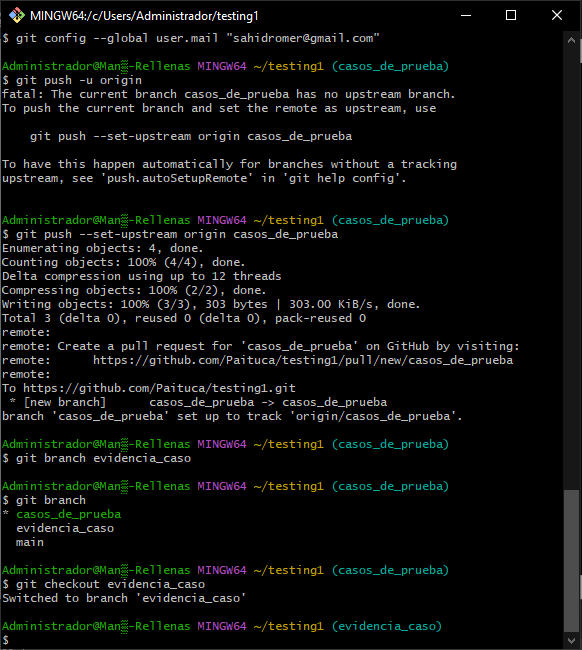 MINGW64:/c/Users/Administrador/testing1
$ git config --global user.mail "sahidromer@gmail.com"
Administrador@Man▒-Rellenas MINGW64 ~/testing1 (casos_de_prueba)
$ git push -u origin
fatal: The current branch casos_de_prueba has no upstream branch.
To push the current branch and set the remote as upstream, use
git push --set-upstream origin casos_de_prueba
To have this happen automatically for branches without a tracking
upstream, see 'push.autoSetupRemote' in 'git help config'.
Administrador@Man▒-Rellenas MINGW64 ~/testing1 (casos_de_prueba)
$ git push --set-upstream origin casos_de_prueba
Enumerating objects: 4, done.
Counting objects: 100% (4/4), done.
Delta compression using up to 12 threads
Compressing objects: 100% (2/2), done.
Writing objects: 100% (3/3), 303 bytes | 303.00 KiB/s, done.
Total 3 (delta 0), reused 0 (delta 0), pack-reused 0
remote:
remote: Create a pull request for 'casos_de_prueba' on GitHub by visiting:
remote:      https://github.com/Paituca/testing1/pull/new/casos_de_prueba
remote:
To https://github.com/Paituca/testing1.git
* [new branch]      casos_de_prueba -> casos_de_prueba
branch 'casos_de_prueba' set up to track 'origin/casos_de_prueba'.
Administrador@Man▒-Rellenas MINGW64 ~/testing1 (casos_de_prueba)
$ git branch evidencia_caso
Administrador@Man▒-Rellenas MINGW64 ~/testing1 (casos_de_prueba)
$ git branch
* casos_de_prueba
evidencia_caso
main
Administrador@Man▒-Rellenas MINGW64 ~/testing1 (casos_de_prueba)
$ git checkout evidencia_caso
Switched to branch 'evidencia_caso'
Administrador@Man▒-Rellenas MINGW64 ~/testing1 (evidencia_caso)
$